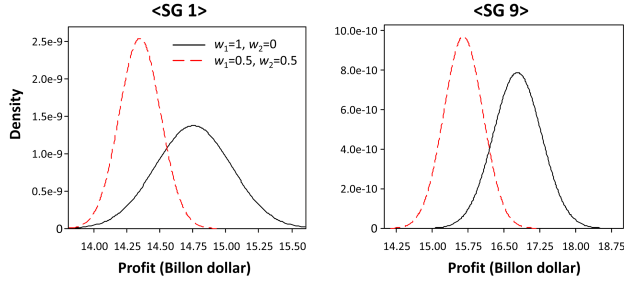 <SG 1>
<SG 9>
Density
2.5e-9
2.0e-9
1.5e-9
1.0e-9
0.5e-9
0
w₁=1, w₂=0
w₁=0.5, w₂=0.5
14.00 14.25 14.50 14.75 15.00 15.25 15.50
Profit (Billon dollar)
10.0e-10
8.0e-10
6.0e-10
4.0e-10
2.0e-10
0
14.25 15.00 15.75 16.50 17.25 18.00 18.75
Profit (Billon dollar)